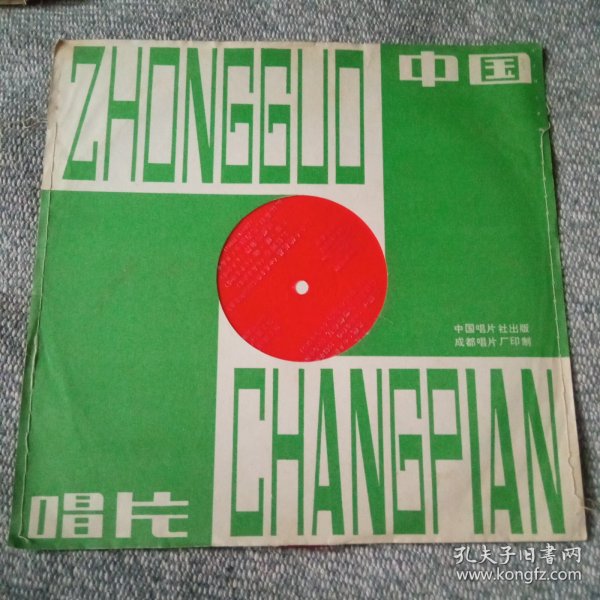 ZHONGGUO
中国
中国唱片社出版
成都唱片厂印制
CHANGPIAN
唱片
孔夫子旧书网
www.kongfz.com